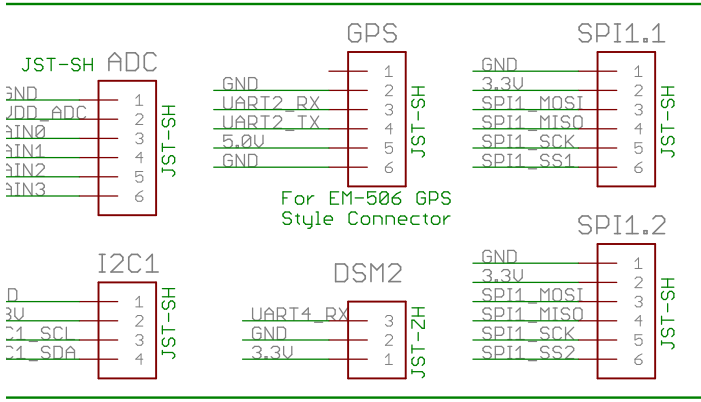 JST-SH ADC
GND 1
VDD_ADC 2
AIN0 3
AIN1 4
AIN2 5
AIN3 6
JST-SH
GPS
1
GND 2
UART2_RX 3
UART2_TX 4
5.0V 5
GND 6
JST-SH
For EM-506 GPS
Style Connector
SPI1.1
GND 1
3.3V 2
SPI1_MOSI 3
SPI1_MISO 4
SPI1_SCK 5
SPI1_SS1 6
JST-SH
I2C1
D 1
3V 2
C1_SCL 3
C1_SDA 4
JST-SH
DSM2
UART4_RX 3
GND 2
3.3V 1
JST-ZH
SPI1.2
GND 1
3.3V 2
SPI1_MOSI 3
SPI1_MISO 4
SPI1_SCK 5
SPI1_SS2 6
JST-SH